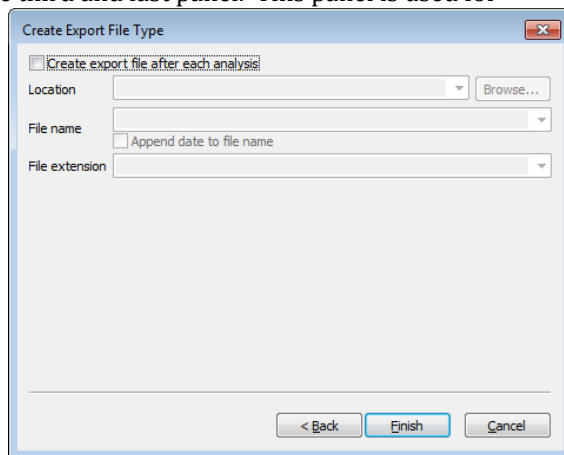 third and last panel. This panel is used for
Create Export File Type
Create export file after each analysis
Location
Browse...
File name
Append date to file name
File extension
< Back
Finish
Cancel